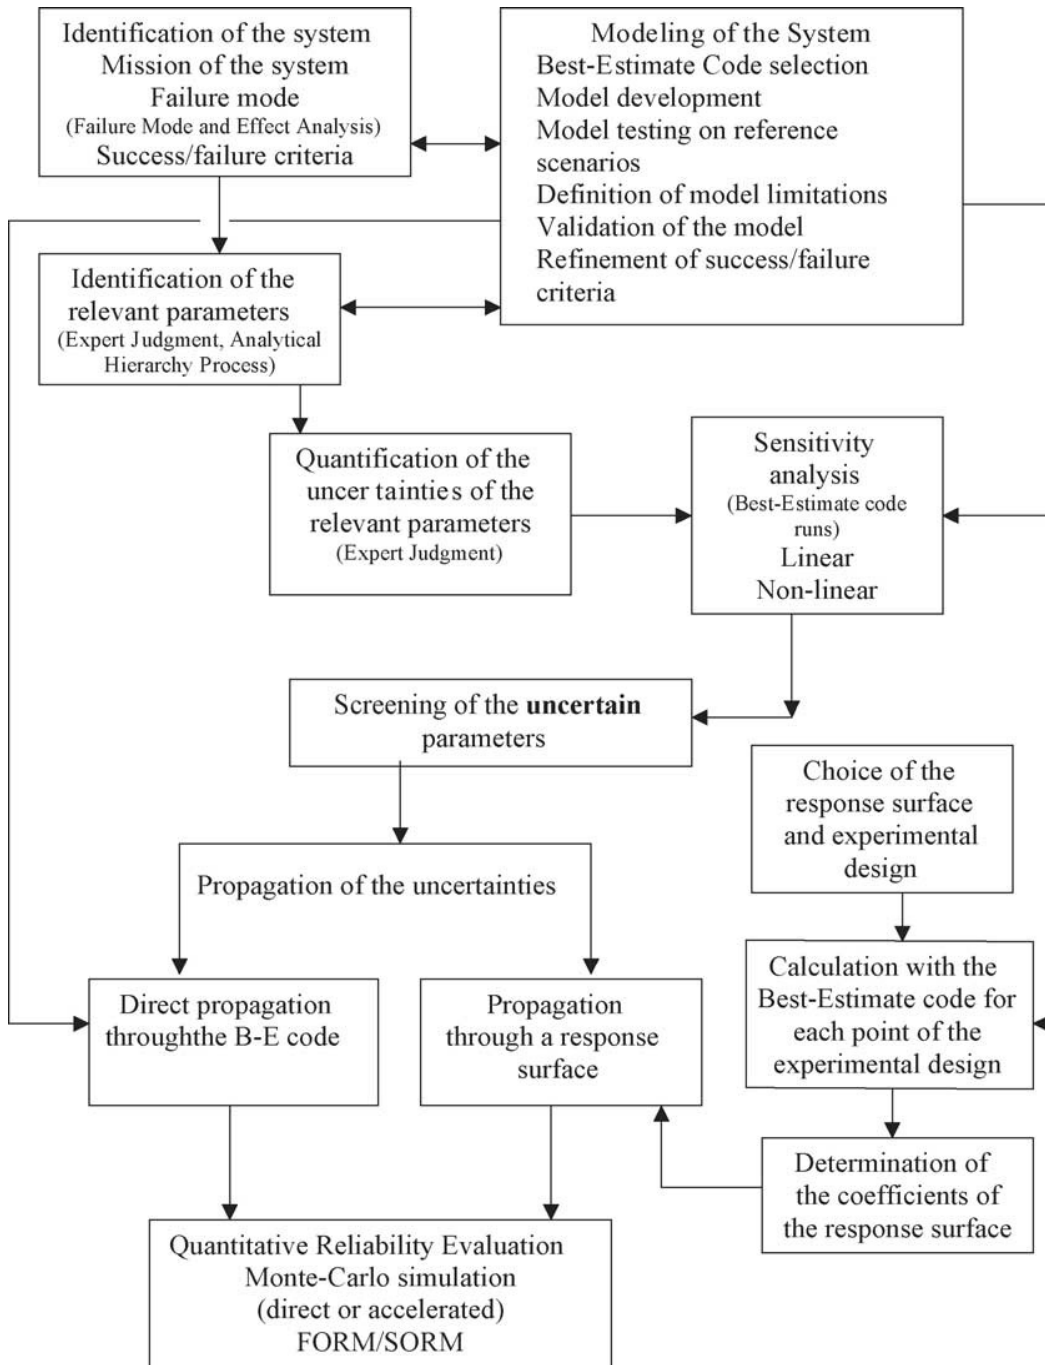 Identification of the system
Mission of the system
Failure mode
(Failure Mode and Effect Analysis)
Success/failure criteria
Modeling of the System
Best-Estimate Code selection
Model development
Model testing on reference
scenarios
Definition of model limitations
Validation of the model
Refinement of success/failure
criteria
Identification of the
relevant parameters
(Expert Judgment, Analytical
Hierarchy Process)
Quantification of the
uncer tainties of the
relevant parameters
(Expert Judgment)
Sensitivity
analysis
(Best-Estimate code
runs)
Linear
Non-linear
Screening of the uncertain
parameters
Choice of the
response surface
and experimental
design
Propagation of the uncertainties
Direct propagation
throughthe B-E code
Propagation
through a response
surface
Calculation with the
Best-Estimate code for
each point of the
experimental design
Determination of
the coefficients of
the response surface
Quantitative Reliability Evaluation
Monte-Carlo simulation
(direct or accelerated)
FORM/SORM